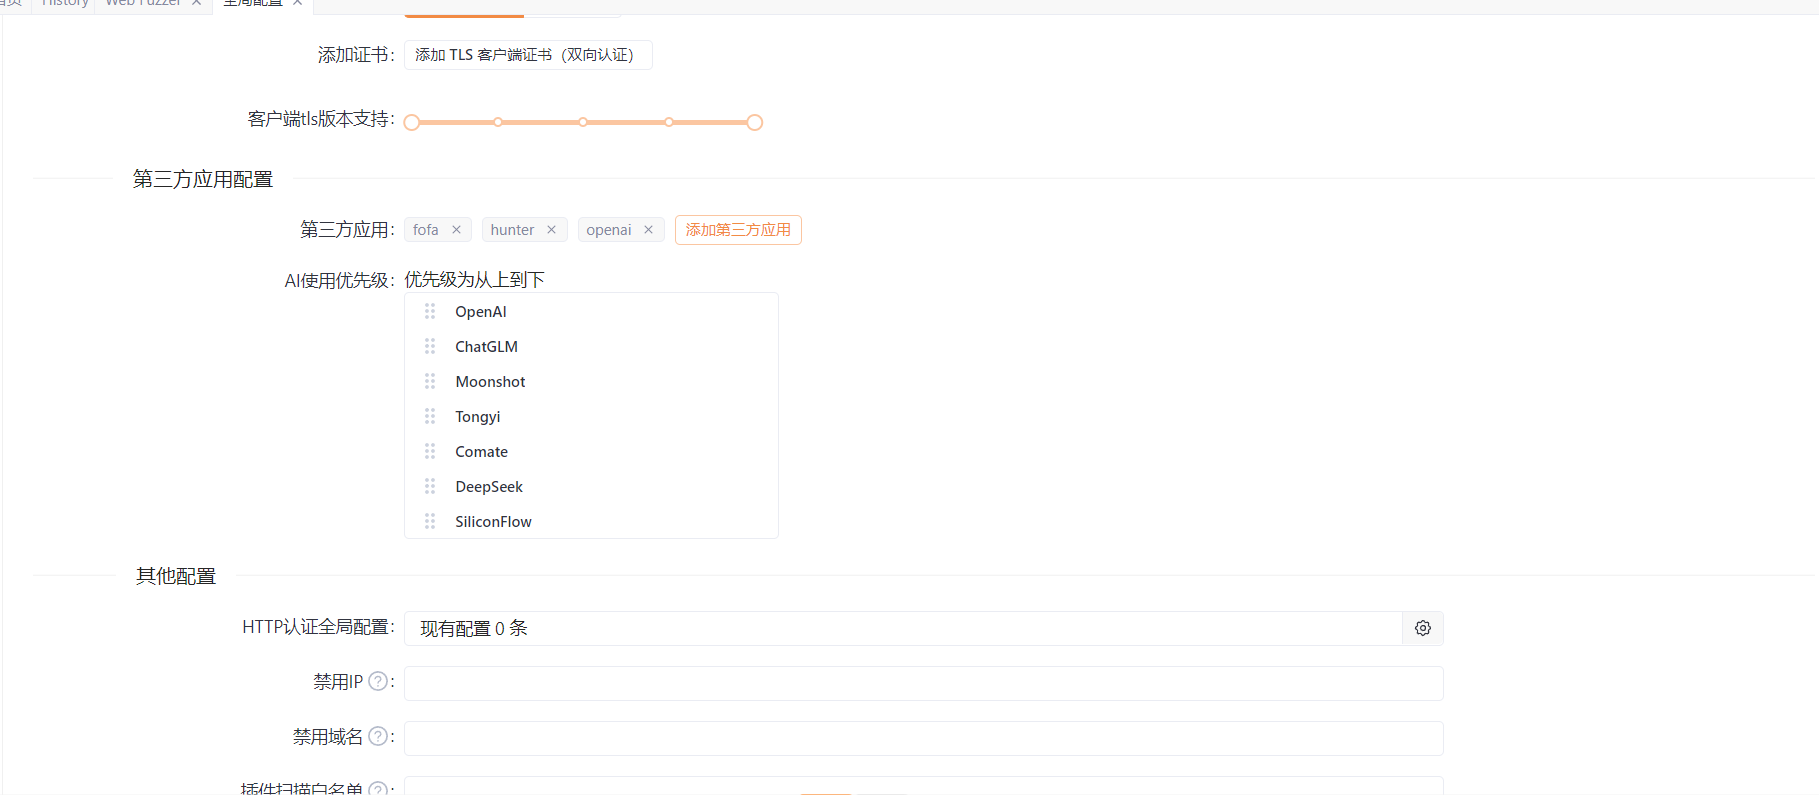 首页 History Web Fuzzer 全局配置
添加证书: 添加 TLS 客户端证书（双向认证）
客户端tls版本支持:
第三方应用配置
第三方应用: fofa hunter openai 添加第三方应用
AI使用优先级: 优先级为从上到下
OpenAI
ChatGLM
Moonshot
Tongyi
Comate
DeepSeek
SiliconFlow
其他配置
HTTP认证全局配置: 现有配置 0 条
禁用IP ? :
禁用域名 ? :
插件扫描白名单 ? :